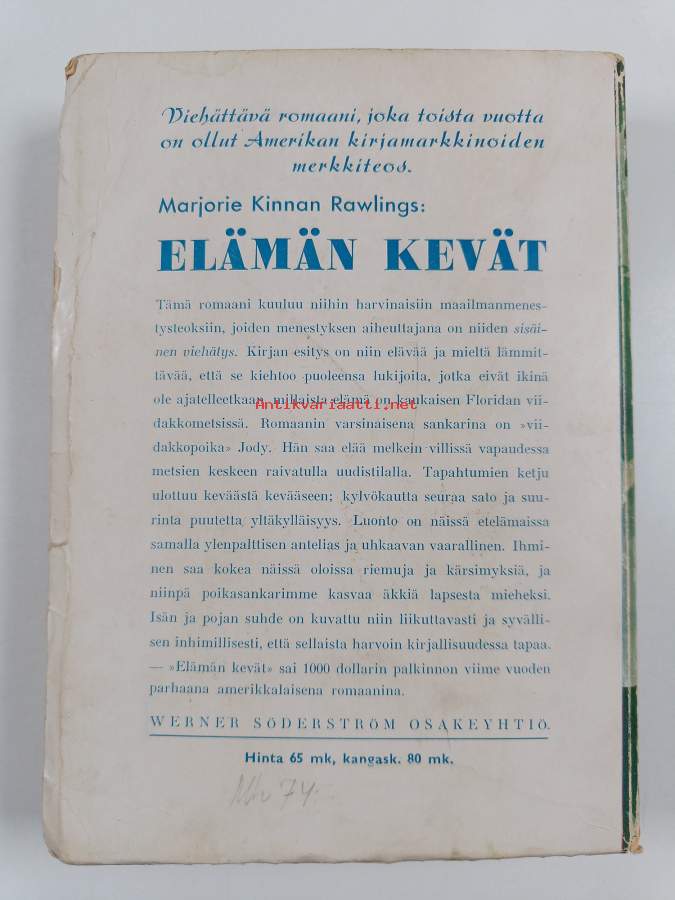 Viehättävä romaani, joka toista vuotta
on ollut Amerikan kirjamarkkinoiden
merkkiteos.
Marjorie Kinnan Rawlings:
ELÄMÄN KEVÄT
Tämä romaani kuuluu niihin harvinaisiin maailmanmenes-
tysteoksiin, joiden menestyksen aiheuttajana on niiden sisäi-
nen viehätys. Kirjan esitys on niin elävää ja mieltä lämmit-
tävää, että se kiehtoo puoleensa lukijoita, jotka eivät ikinä
ole ajatelleetkaan, millaista elämä on kaukaisen Floridan vii-
Antikvariaatti.net
dakkometsissä. Romaanin varsinaisena sankarina on »vii-
dakkopoika» Jody. Hän saa elää melkein villissä vapaudessa
metsien keskeen raivatulla uudistilalla. Tapahtumien ketju
ulottuu keväästä kevääseen; kylvökautta seuraa sato ja suu-
rinta puutetta yltäkylläisyys. Luonto on näissä etelämaissa
samalla ylenpalttisen antelias ja uhkaavan vaarallinen. Ihmi-
nen saa kokea näissä oloissa riemuja ja kärsimyksiä, ja
niinpä poikasankarimme kasvaa äkkiä lapsesta mieheksi.
Isän ja pojan suhde on kuvattu niin liikuttavasti ja syvälli-
sen inhimillisesti, että sellaista harvoin kirjallisuudessa tapaa.
— »Elämän kevät» sai 1000 dollarin palkinnon viime vuoden
parhaana amerikkalaisena romaanina.
WERNER SÖDERSTRÖM OSAKEYHTIÖ.
Hinta 65 mk, kangask. 80 mk.
74.